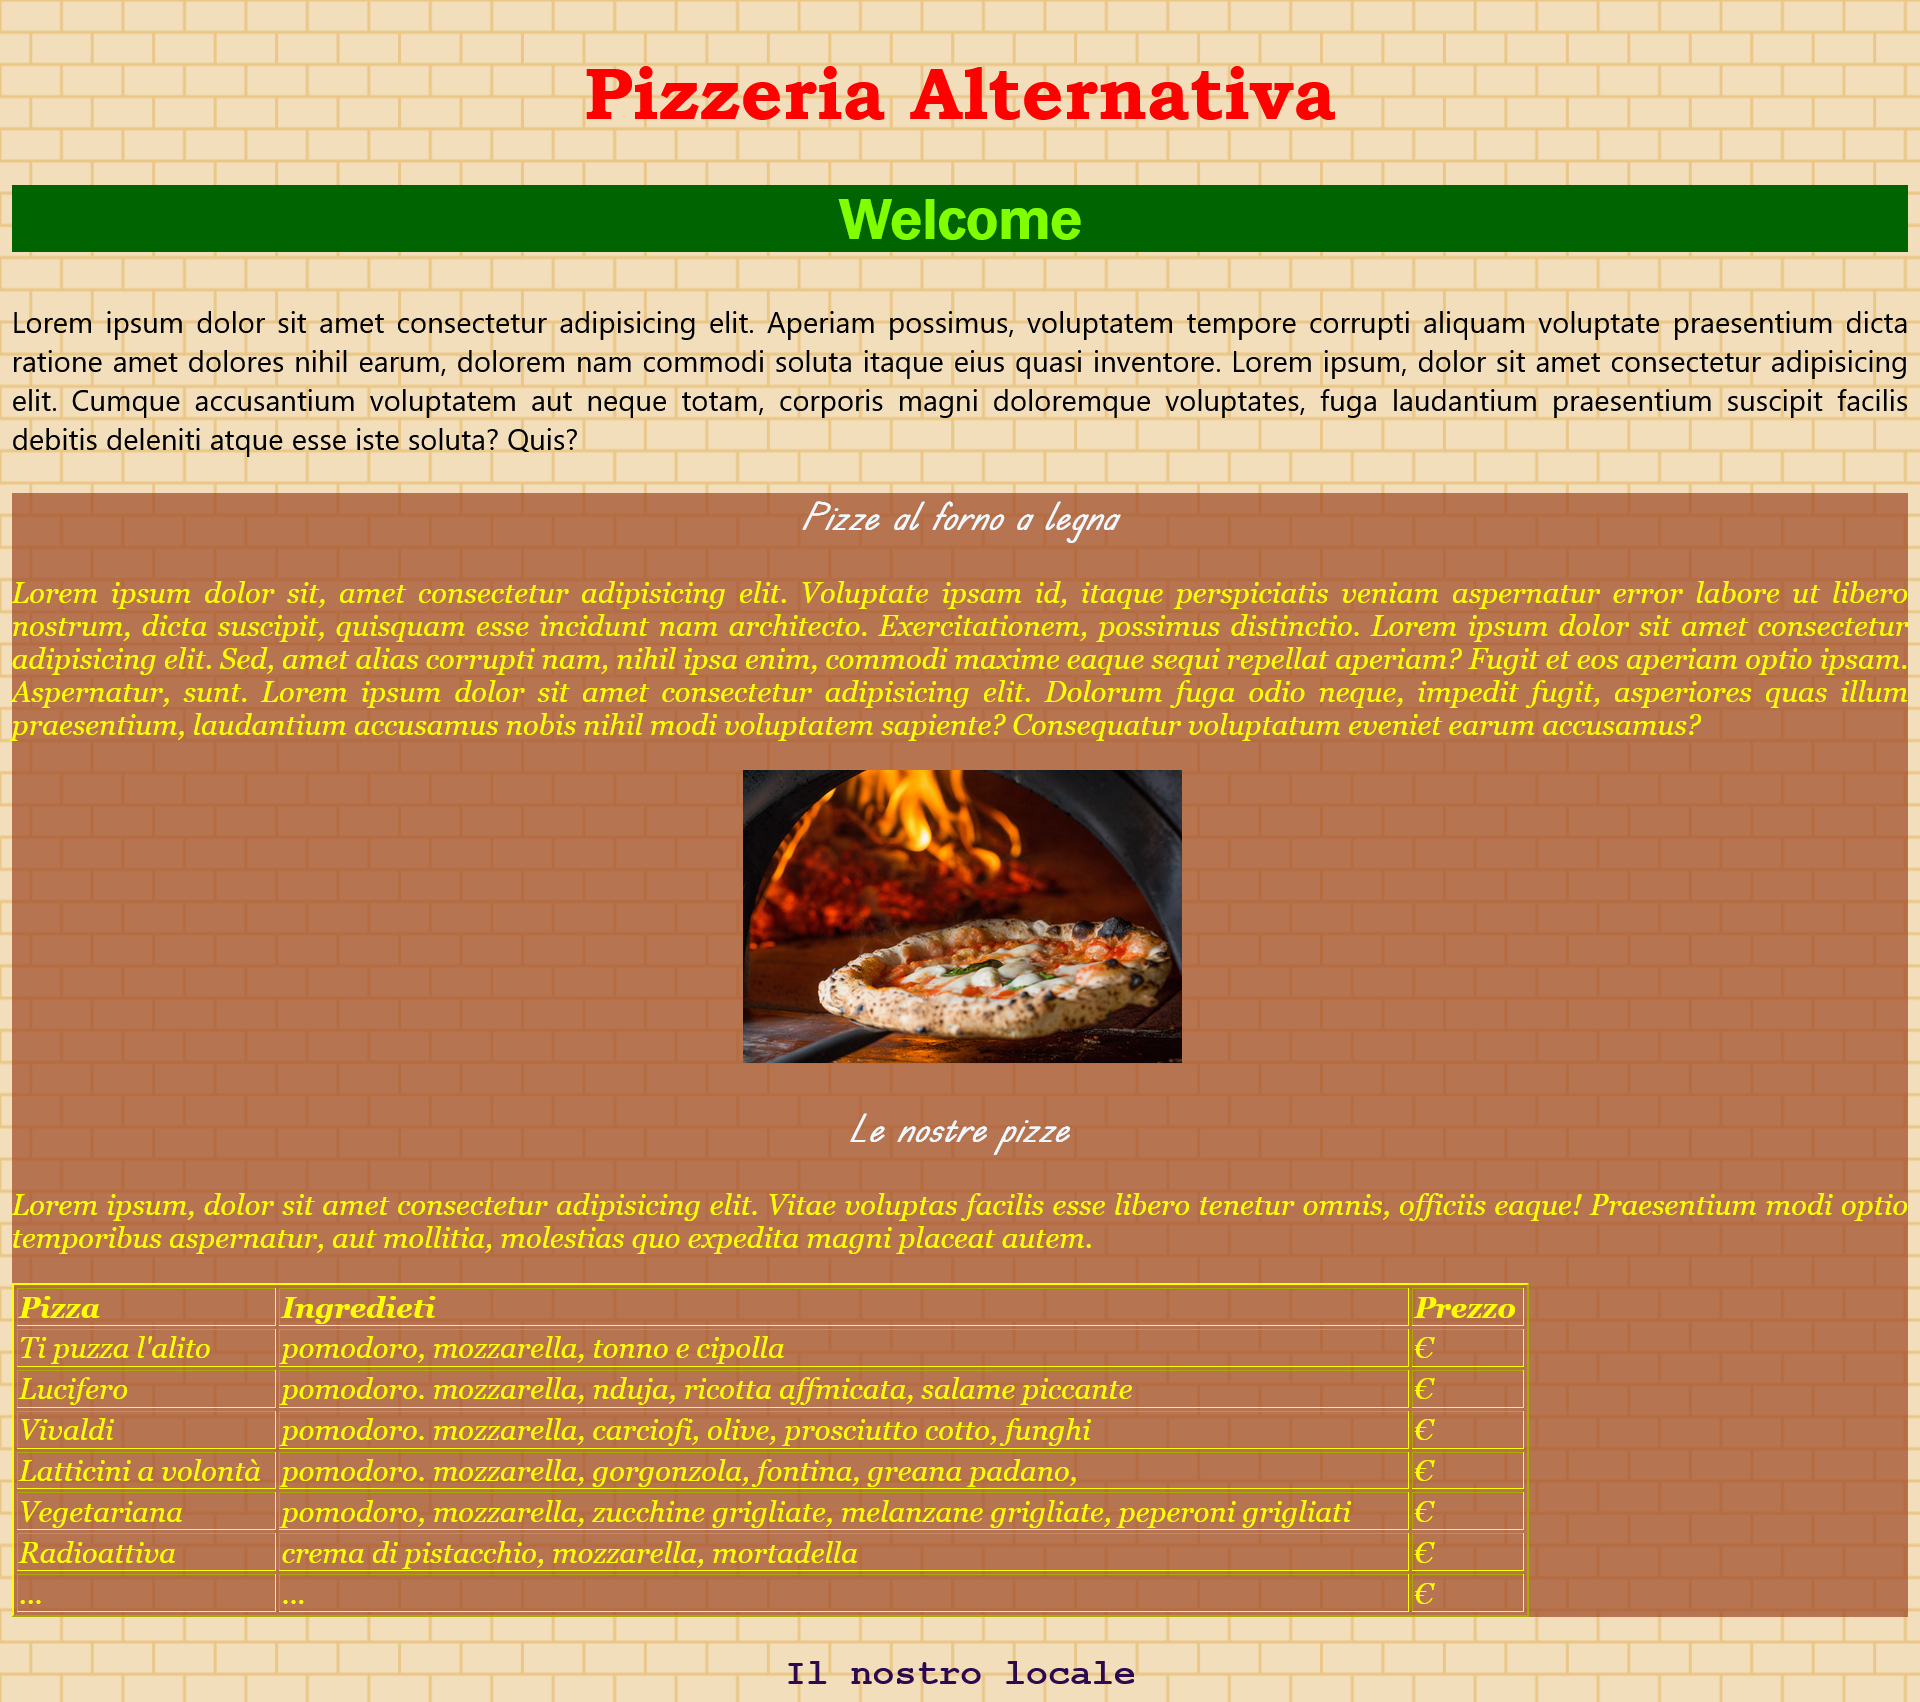 Pizzeria Alternativa
Welcome
Lorem ipsum dolor sit amet consectetur adipisicing elit. Aperiam possimus, voluptatem tempore corrupti aliquam voluptate praesentium dicta
ratione amet dolores nihil earum, dolorem nam commodi soluta itaque eius quasi inventore. Lorem ipsum, dolor sit amet consectetur adipisicing
elit. Cumque accusantium voluptatem aut neque totam, corporis magni doloremque voluptates, fuga laudantium praesentium suscipit facilis
debitis deleniti atque esse iste soluta? Quis?
Pizze al forno a legna
Lorem ipsum dolor sit, amet consectetur adipisicing elit. Voluptate ipsam id, itaque perspiciatis veniam aspernatur error labore ut libero
nostrum, dicta suscipit, quisquam esse incidunt nam architecto. Exercitationem, possimus distinctio. Lorem ipsum dolor sit amet consectetur
adipisicing elit. Sed, amet alias corrupti nam, nihil ipsa enim, commodi maxime eaque sequi repellat aperiam? Fugit et eos aperiam optio ipsam.
Aspernatur, sunt. Lorem ipsum dolor sit amet consectetur adipisicing elit. Dolorum fuga odio neque, impedit fugit, asperiores quas illum
praesentium, laudantium accusamus nobis nihil modi voluptatem sapiente? Consequatur voluptatum eveniet earum accusamus?
Le nostre pizze
Lorem ipsum, dolor sit amet consectetur adipisicing elit. Vitae voluptas facilis esse libero tenetur omnis, officiis eaque! Praesentium modi optio
temporibus aspernatur, aut mollitia, molestias quo expedita magni placeat autem.
Pizza Ingredieti Prezzo
Ti puzza l'alito pomodoro, mozzarella, tonno e cipolla €
Lucifero pomodoro. mozzarella, nduja, ricotta affmicata, salame piccante €
Vivaldi pomodoro. mozzarella, carciofi, olive, prosciutto cotto, funghi €
Latticini a volontà pomodoro. mozzarella, gorgonzola, fontina, greana padano, €
Vegetariana pomodoro, mozzarella, zucchine grigliate, melanzane grigliate, peperoni grigliati €
Radioattiva crema di pistacchio, mozzarella, mortadella €
... ... €
Il nostro locale